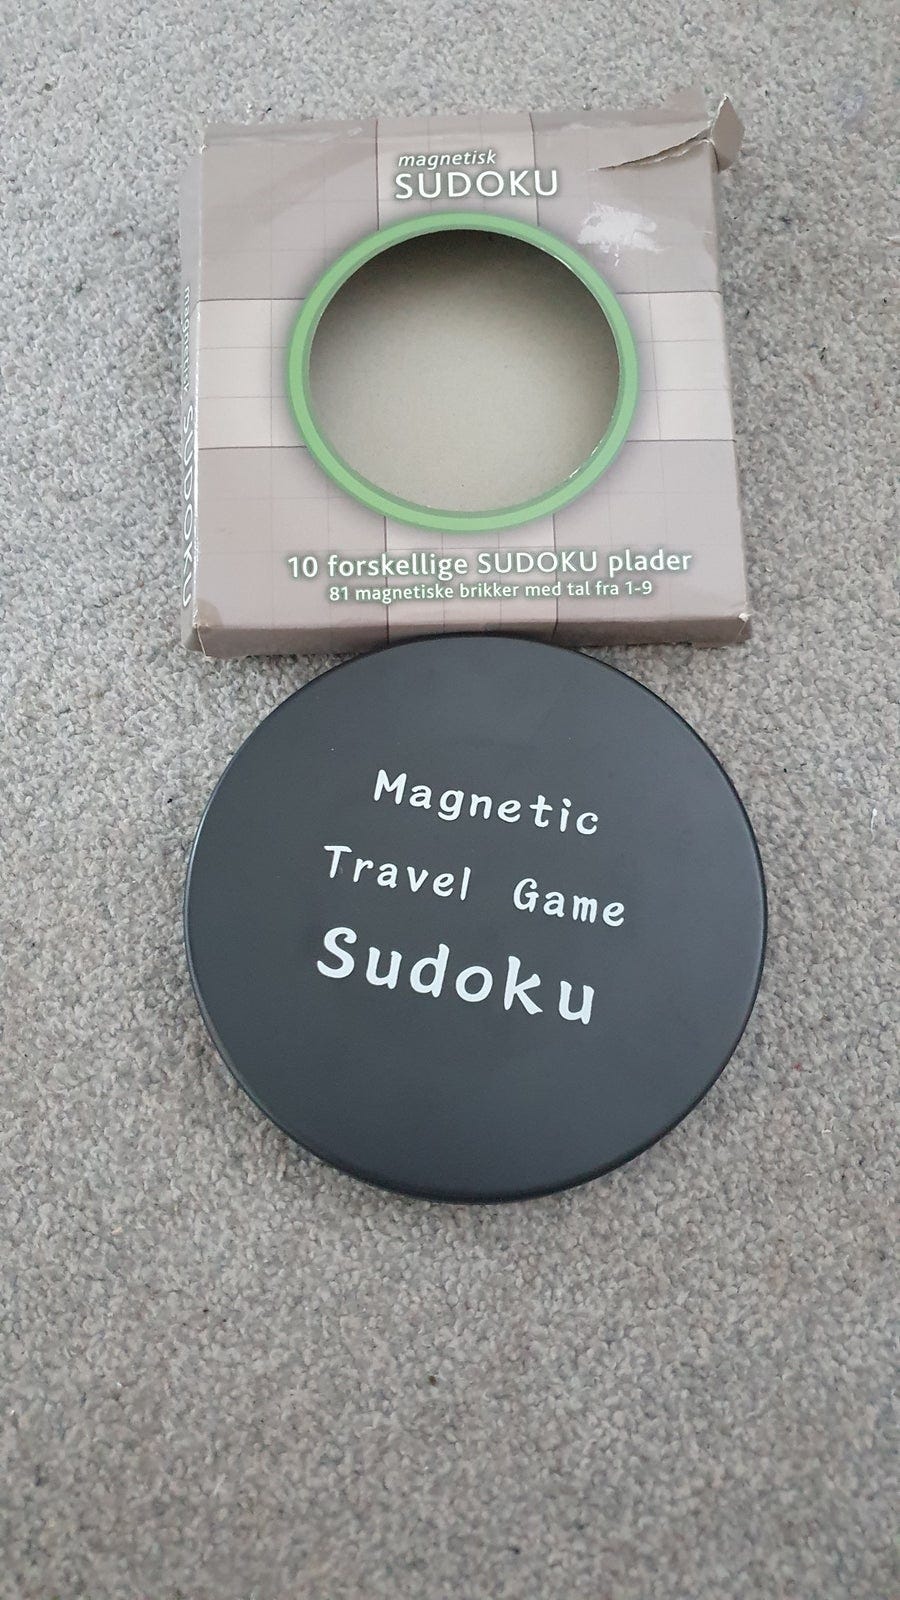 magnetisk
SUDOKU
magnetisk SUDOKU
10 forskellige SUDOKU plader
81 magnetiske brikker med tal fra 1-9
Magnetic
Travel Game
Sudoku